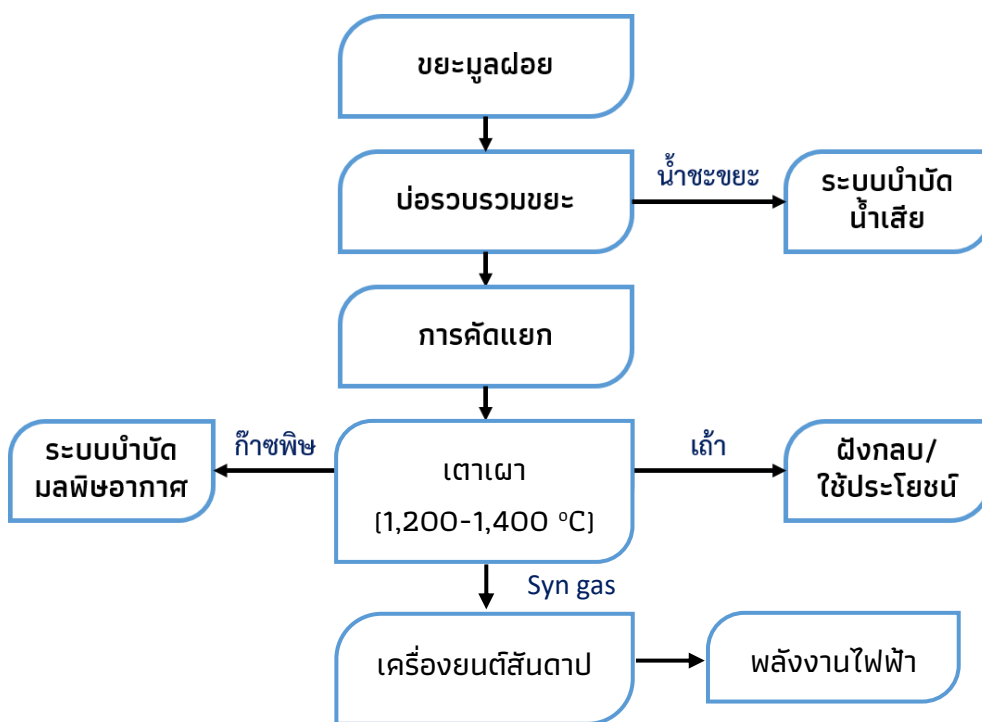 ขยะมูลฝอย
บ่อรวบรวมขยะ
น้ำชะขยะ
ระบบบำบัด
น้ำเสีย
การคัดแยก
ระบบบำบัด
มลพิษอากาศ
ก๊าซพิษ
เตาเผา
(1,200-1,400 ºC)
เถ้า
ฝังกลบ/
ใช้ประโยชน์
Syn gas
เครื่องยนต์สันดาป
พลังงานไฟฟ้า